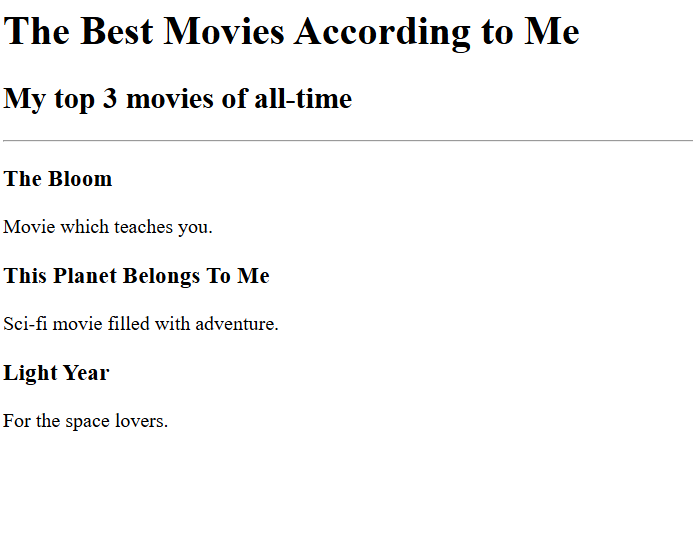 The Best Movies According to Me
My top 3 movies of all-time
The Bloom
Movie which teaches you.
This Planet Belongs To Me
Sci-fi movie filled with adventure.
Light Year
For the space lovers.